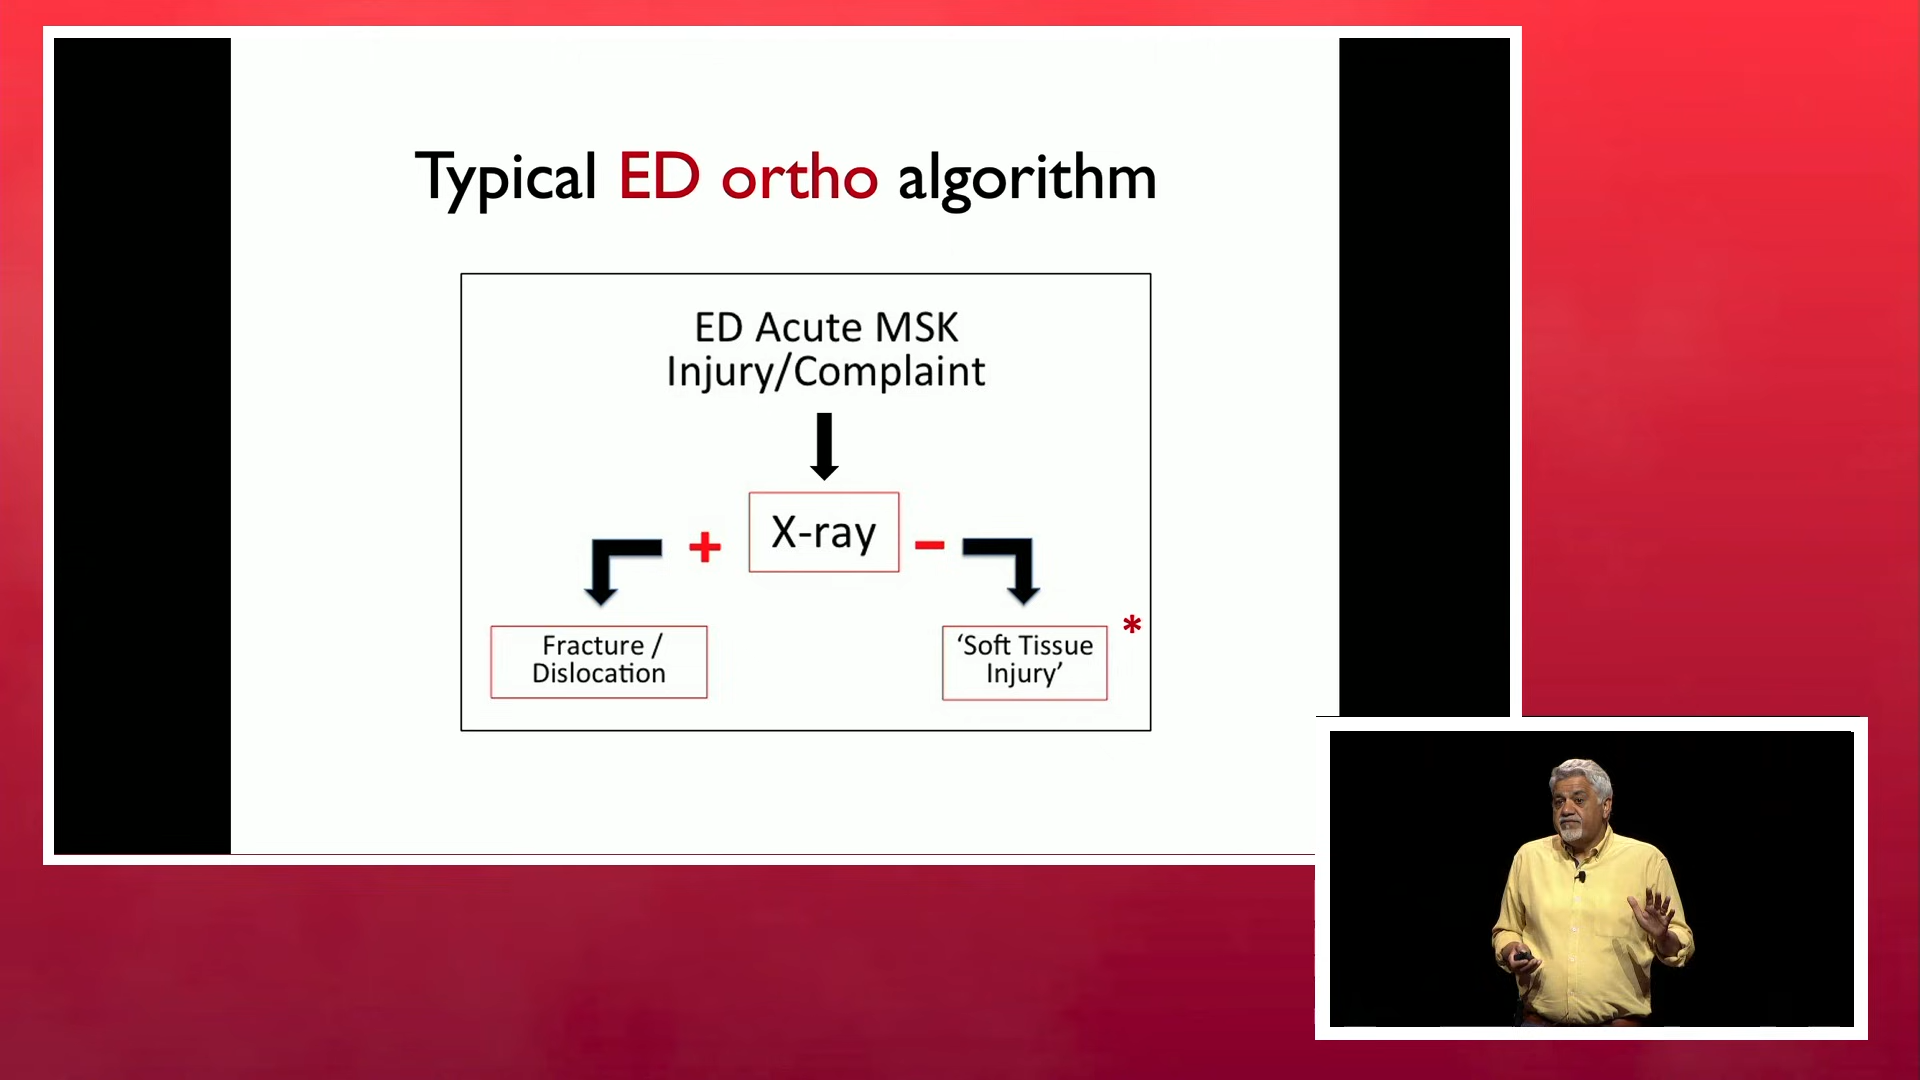 Typical ED ortho algorithm
ED Acute MSK
Injury/Complaint
X-ray
+
–
Fracture /
Dislocation
‘Soft Tissue
Injury’
*